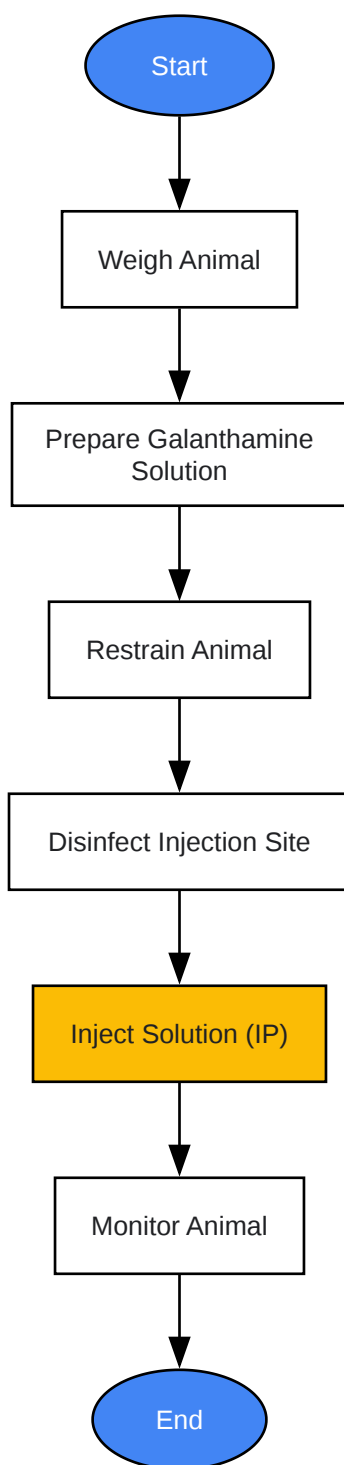 Start
Weigh Animal
Prepare Galanthamine
Solution
Restrain Animal
Disinfect Injection Site
Inject Solution (IP)
Monitor Animal
End